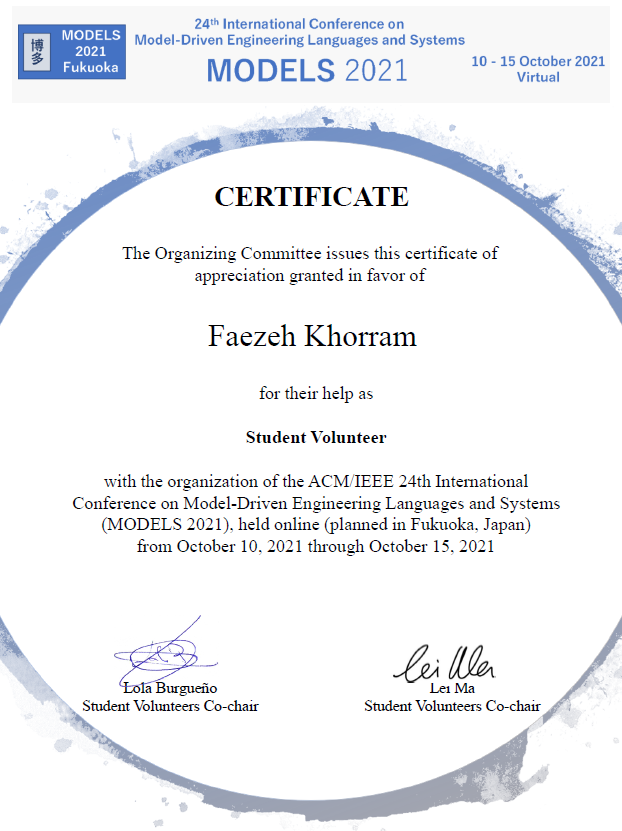 博多
MODELS
2021
Fukuoka
24th International Conference on
Model-Driven Engineering Languages and Systems
MODELS 2021
10 - 15 October 2021
Virtual
CERTIFICATE
The Organizing Committee issues this certificate of
appreciation granted in favor of
Faezeh Khorram
for their help as
Student Volunteer
with the organization of the ACM/IEEE 24th International
Conference on Model-Driven Engineering Languages and Systems
(MODELS 2021), held online (planned in Fukuoka, Japan)
from October 10, 2021 through October 15, 2021
Lola Burgueño
Student Volunteers Co-chair
Lei Ma
Lei Ma
Student Volunteers Co-chair